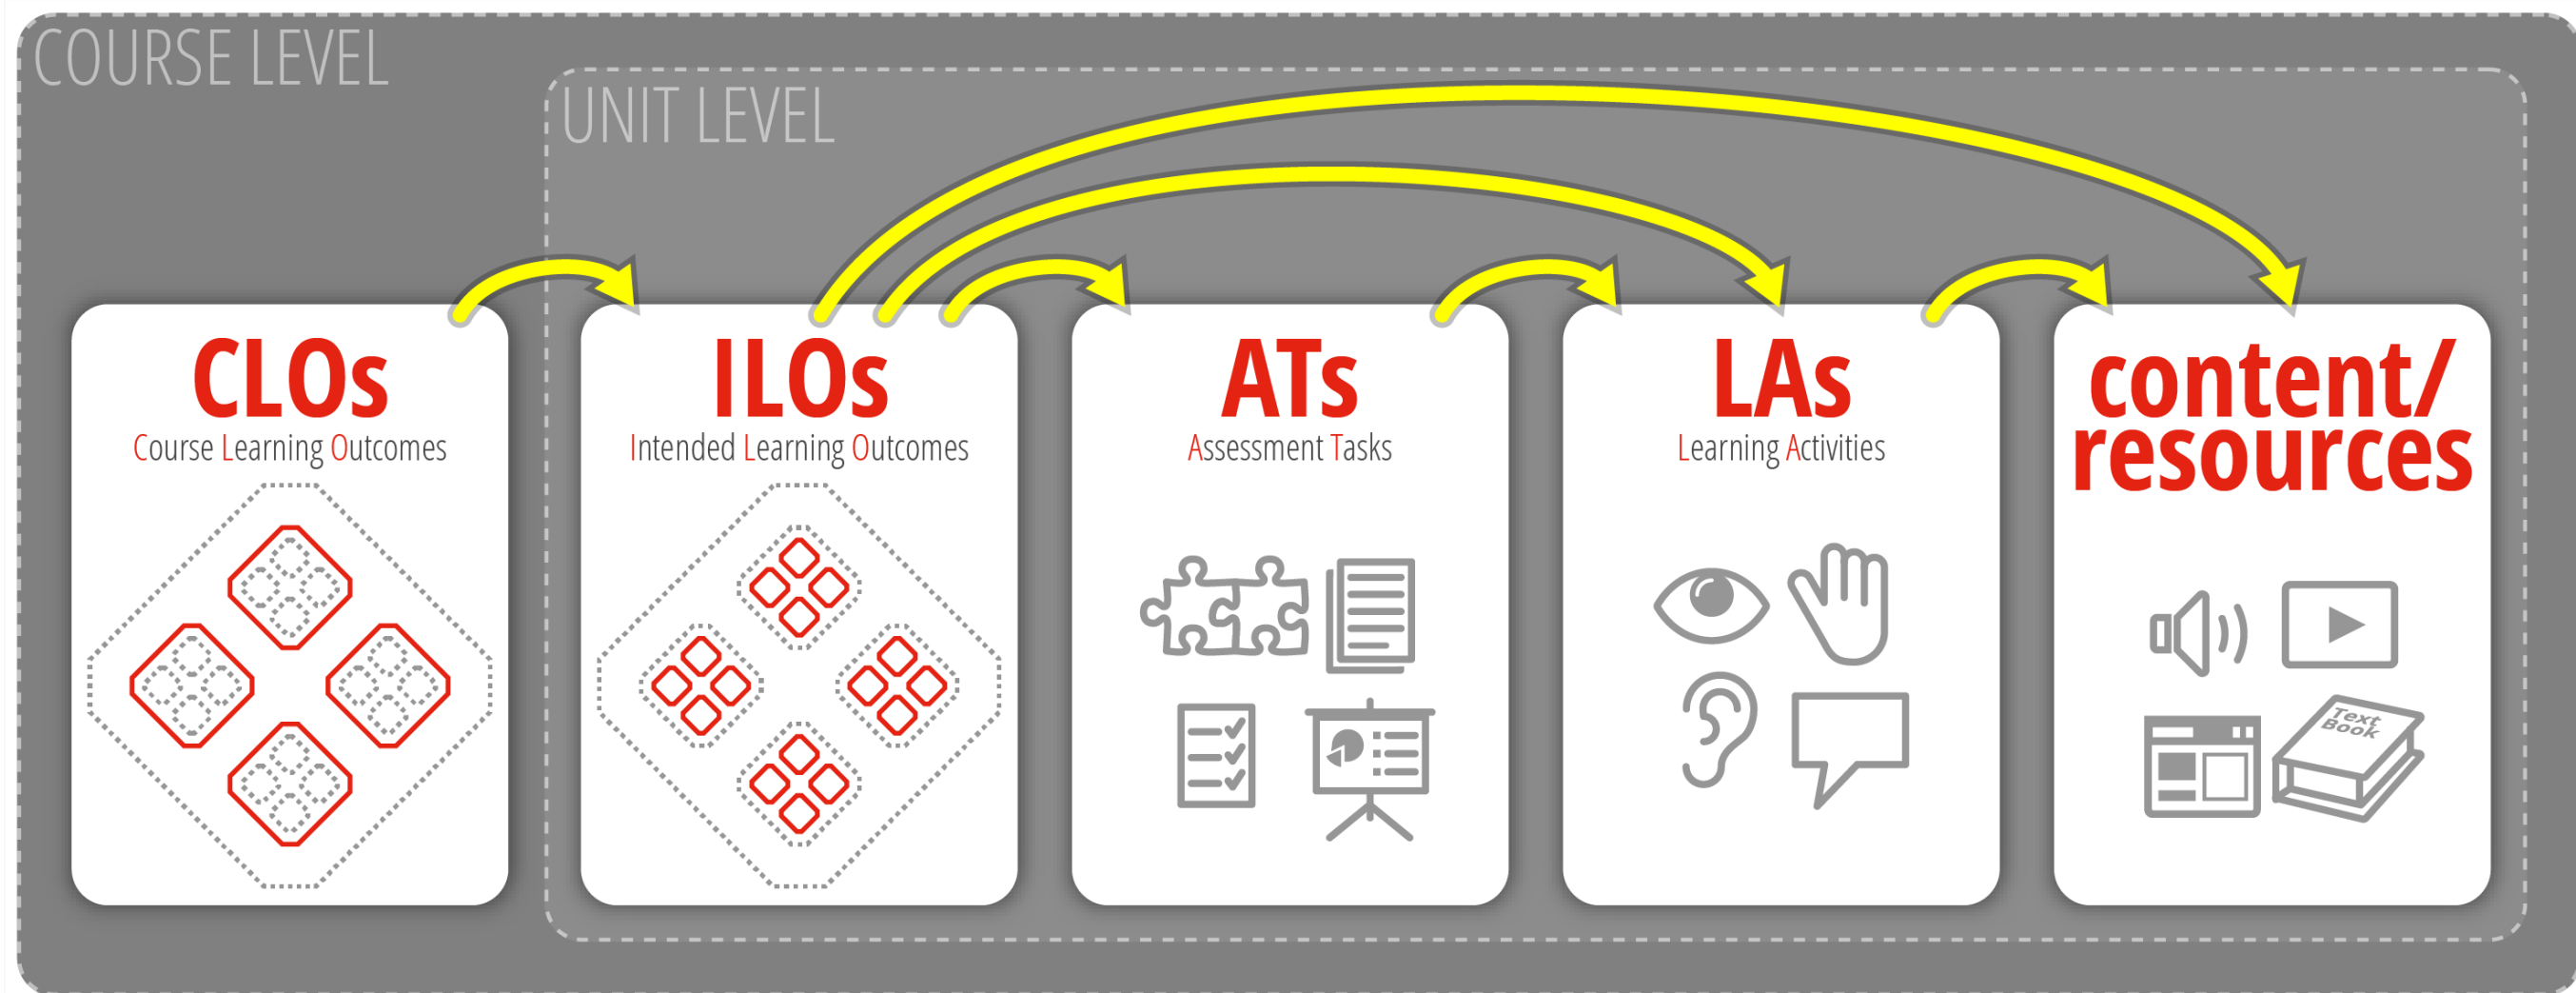 COURSE LEVEL
UNIT LEVEL
CLOs
Course Learning Outcomes
ILOs
Intended Learning Outcomes
ATs
Assessment Tasks
LAs
Learning Activities
content/
resources
Text
Book